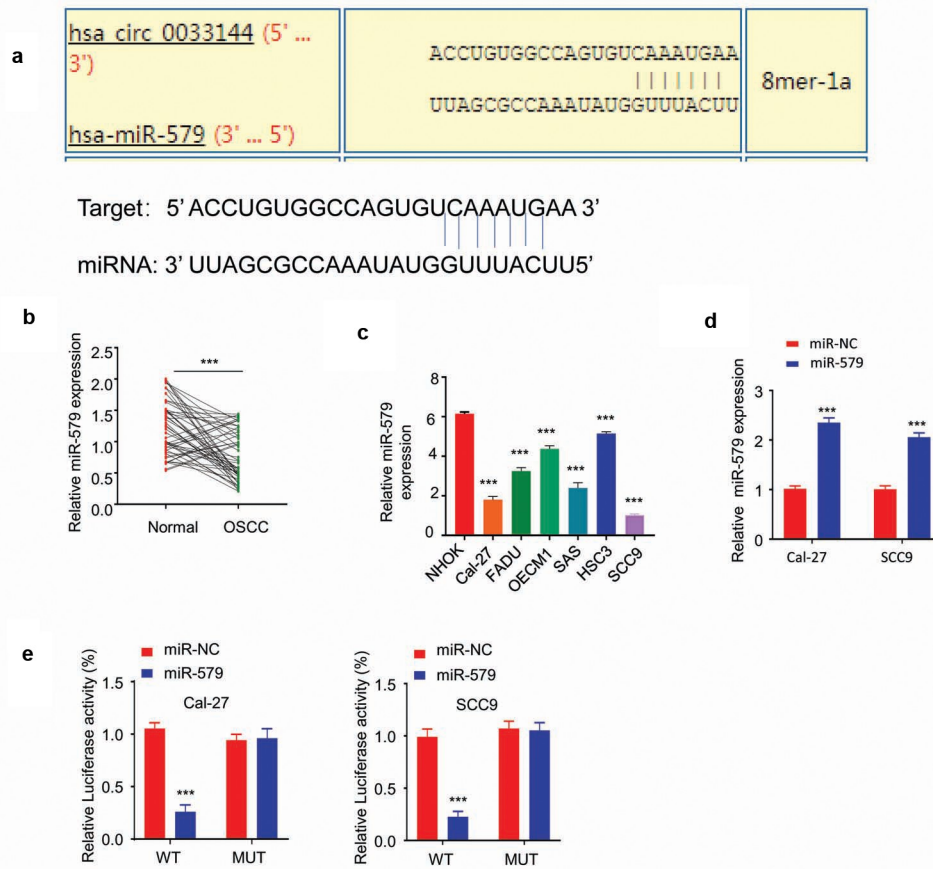 a
hsa circ 0033144 (5' ...
3')
hsa-miR-579 (3' ... 5')
ACCUGUGGCCAGUGUCAAAUGAA
UUAGCGCCAAAUAUGGUUUACUU
8mer-1a
Target: 5' ACCUGUGGCCAGUGUCAAAUGAA 3'
miRNA: 3' UUAGCGCCAAAUAUGGUUUACUU5'
b
Relative miR-579 expression
2.5
2.0
1.5
1.0
0.5
0.0
***
Normal
OSCC
c
Relative miR-579
expression
8
6
4
2
0
***
***
***
***
***
***
NHOK
Cal-27
FADU
OECM1
SAS
HSC3
SCC9
d
miR-NC
miR-579
Relative miR-579 expression
3
2
1
0
***
***
Cal-27
SCC9
e
miR-NC
miR-579
Cal-27
Relative Luciferase activity (%)
1.5
1.0
0.5
0.0
***
WT
MUT
miR-NC
miR-579
SCC9
Relative Luciferase activity (%)
1.5
1.0
0.5
0.0
***
WT
MUT